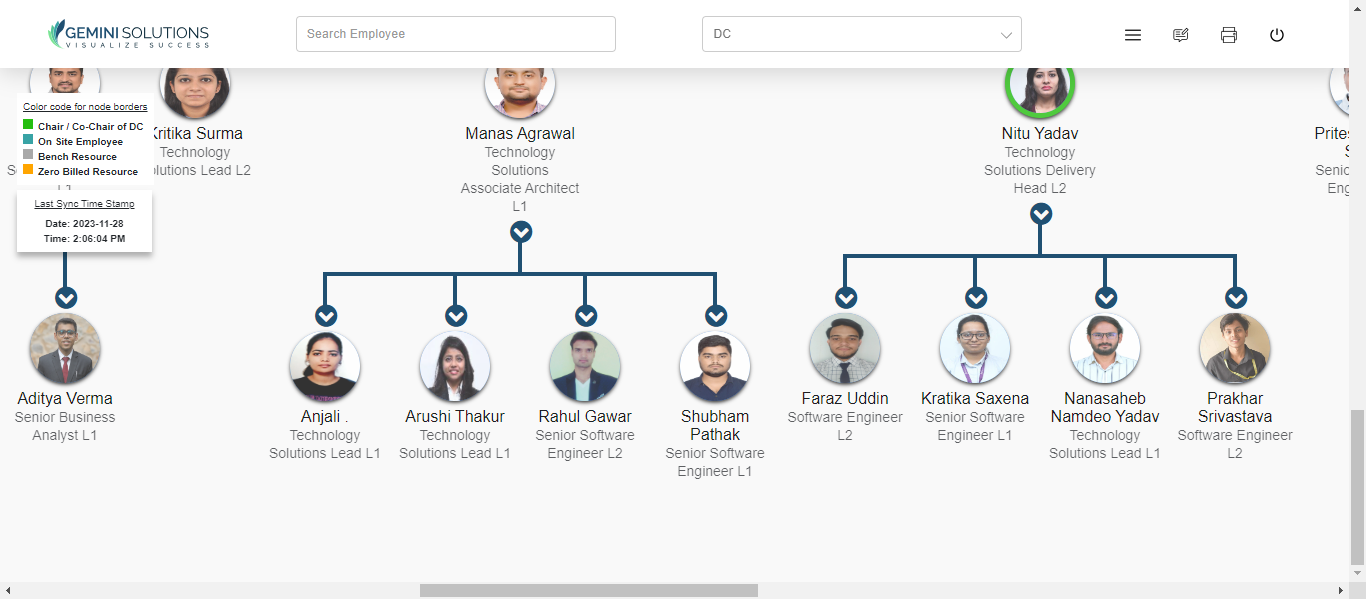 GEMINI SOLUTIONS
VISUALIZE SUCCESS
Search Employee
DC
Color code for node borders
Chair / Co-Chair of DC
On Site Employee
Bench Resource
Zero Billed Resource
Last Sync Time Stamp
Date: 2023-11-28
Time: 2:06:04 PM
S
L1
Kritika Surma
Technology
Solutions Lead L2
Manas Agrawal
Technology
Solutions
Associate Architect
L1
Nitu Yadav
Technology
Solutions Delivery
Head L2
Prites
S
Senio
Eng
Aditya Verma
Senior Business
Analyst L1
Anjali .
Technology
Solutions Lead L1
Arushi Thakur
Technology
Solutions Lead L1
Rahul Gawar
Senior Software
Engineer L2
Shubham
Pathak
Senior Software
Engineer L1
Faraz Uddin
Software Engineer
L2
Kratika Saxena
Senior Software
Engineer L1
Nanasaheb
Namdeo Yadav
Technology
Solutions Lead L1
Prakhar
Srivastava
Software Engineer
L2